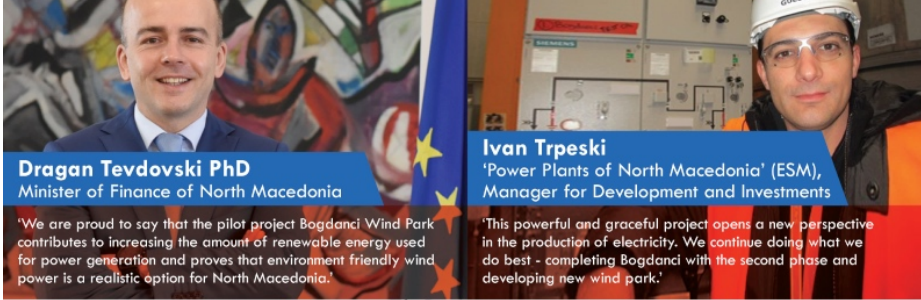 Dragan Tevdovski PhD
Minister of Finance of North Macedonia
'We are proud to say that the pilot project Bogdanci Wind Park
contributes to increasing the amount of renewable energy used
for power generation and proves that environment friendly wind
power is a realistic option for North Macedonia.'
SIEMENS
Ivan Trpeski
'Power Plants of North Macedonia' (ESM),
Manager for Development and Investments
'This powerful and graceful project opens a new perspective
in the production of electricity. We continue doing what we
do best - completing Bogdanci with the second phase and
developing new wind park.'